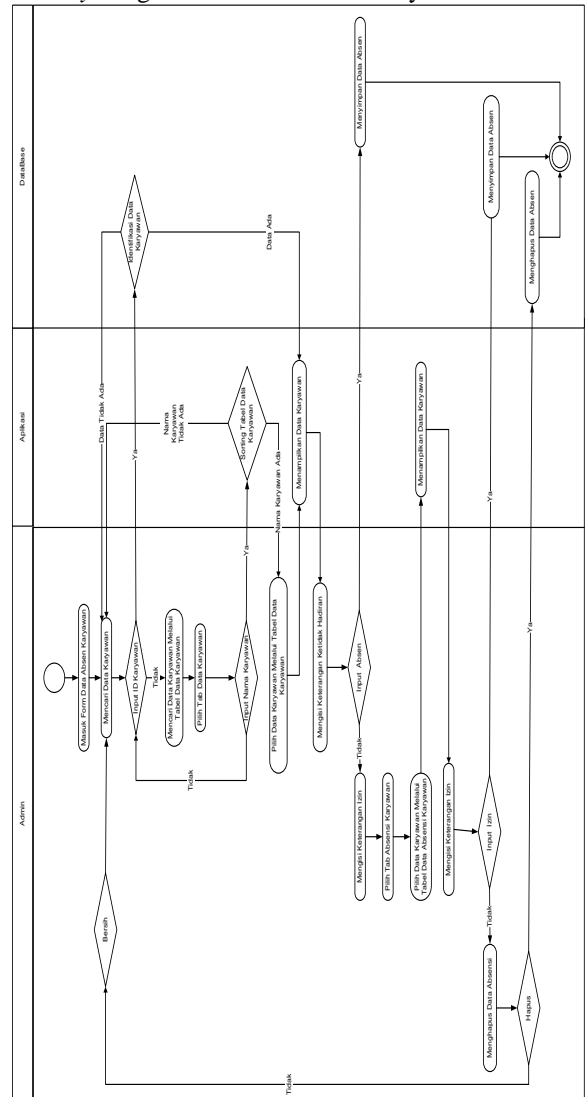 DataBase
Aplikasi
Admin
Masuk Form Data Absen Karyawan
Mencari Data Karyawan
Input ID Karyawan
Tidak
Ya
Identifikasi Data
Karyawan
Data Tidak Ada
Data Ada
Mencari Data Karyawan Melalui
Tabel Data Karyawan
Pilih Tab Data Karyawan
Input Nama Karyawan
Tidak
Ya
Sorting Tabel Data
Karyawan
Nama
Karyawan
Tidak Ada
Nama Karyawan Ada
Pilih Data Karyawan Melalui Tabel Data
Karyawan
Menampilkan Data Karyawan
Mengisi Keterangan Ketidak Hadiran
Input Absen
Ya
Menyimpan Data Absen
Tidak
Mengisi Keterangan Izin
Pilih Tab Absensi Karyawan
Pilih Data Karyawan Melalui
Tabel Data Absensi Karyawan
Menampilkan Data Karyawan
Mengisi Keterangan Izin
Input Izin
Ya
Menyimpan Data Absen
Tidak
Menghapus Data Absensi
Hapus
Ya
Menghapus Data Absen
Tidak
Bersih